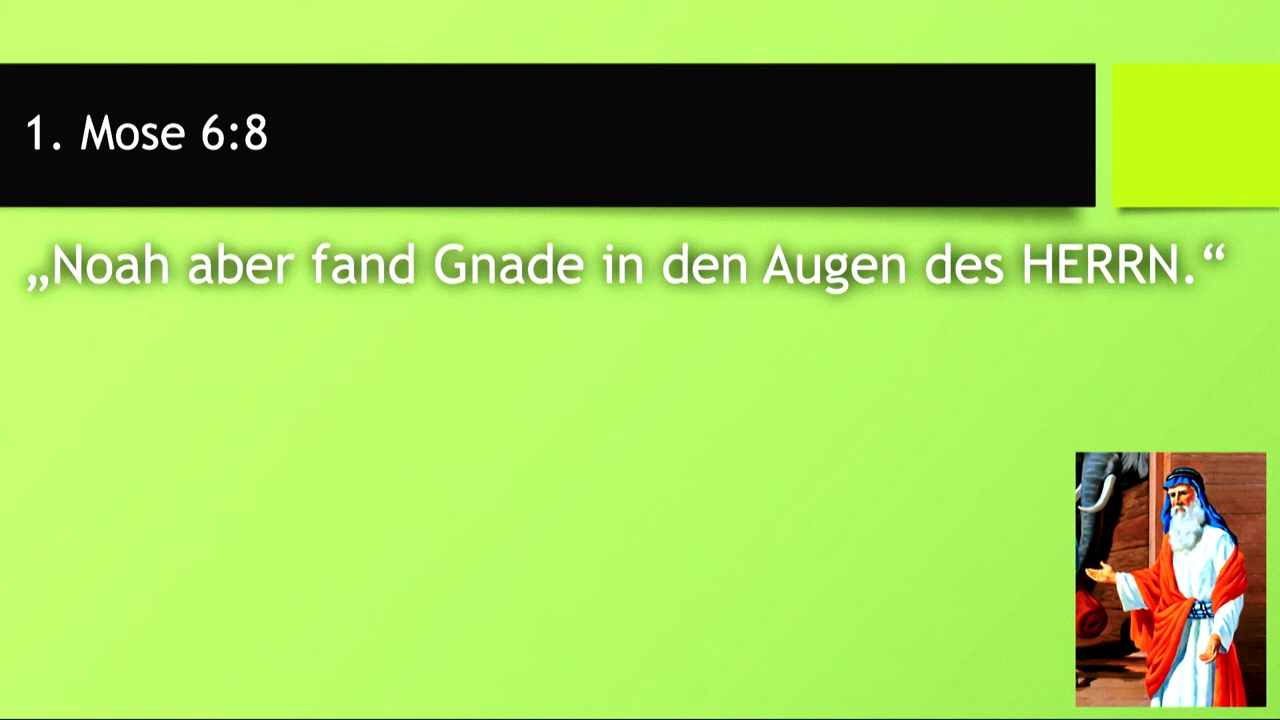 1. Mose 6:8
„Noah aber fand Gnade in den Augen des HERRN.“